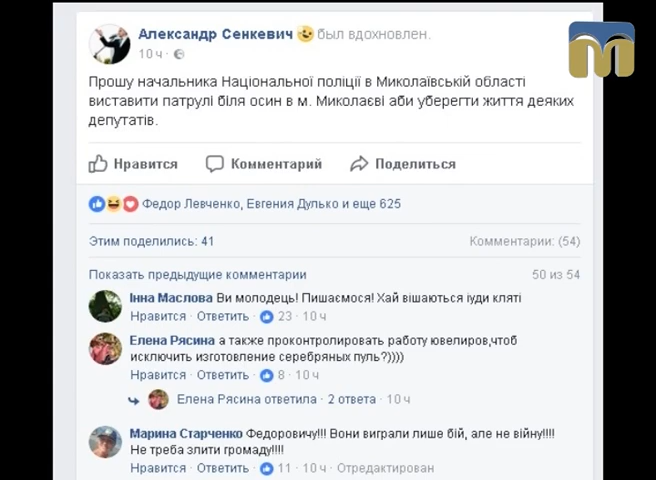 Александр Сенкевич был вдохновлен.
10 ч ·
Прошу начальника Національної поліції в Миколаївській області
виставити патрулі біля осин в м. Миколаєві аби уберегти життя деяких
депутатів.
Нравится Комментарий Поделиться
Федор Левченко, Евгения Дулько и еще 625
Этим поделились: 41 Комментарии: (54)
Показать предыдущие комментарии 50 из 54
Інна Маслова Ви молодець! Пишаємося! Хай вішаються іуди кляті
Нравится · Ответить · 23 · 10 ч
Елена Рясина а также проконтролировать работу ювелиров,чтоб
исключить изготовление серебряных пуль?))))
Нравится · Ответить · 8 · 10 ч
Елена Рясина ответила · 2 ответа · 10 ч
Марина Старченко Федоровичу!!! Вони виграли лише бій, але не війну!!!!
Не треба злити громаду!!!!
Нравится · Ответить · 11 · 10 ч · Отредактирован